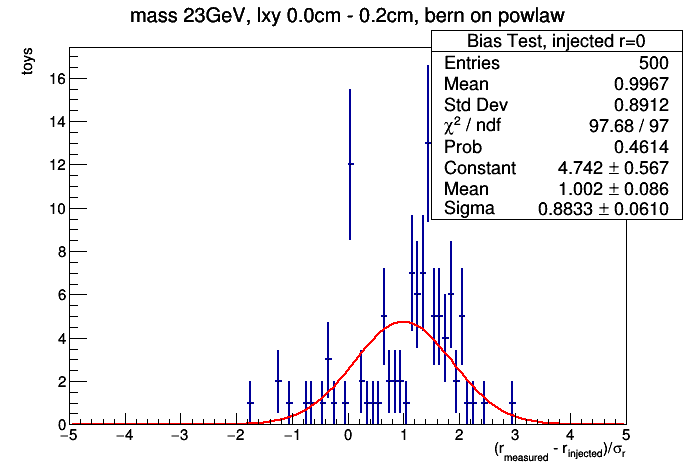 mass 23GeV, lxy 0.0cm - 0.2cm, bern on powlaw
Bias Test, injected r=0
Entries 500
Mean 0.9967
Std Dev 0.8912
χ² / ndf 97.68 / 97
Prob 0.4614
Constant 4.742 ± 0.567
Mean 1.002 ± 0.086
Sigma 0.8833 ± 0.0610
toys
16
14
12
10
8
6
4
2
0
−5 −4 −3 −2 −1 0 1 2 3 4 5
(r_measured - r_injected)/σ_r